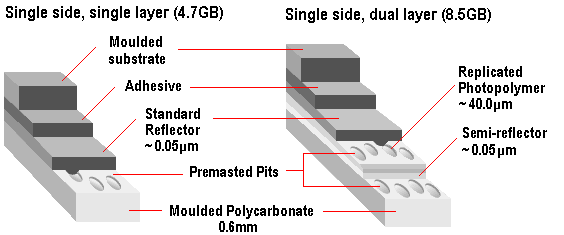 Single side, single layer (4.7GB)
Single side, dual layer (8.5GB)
Moulded
substrate
Adhesive
Standard
Reflector
~0.05µm
Premasted Pits
Moulded Polycarbonate
0.6mm
Replicated
Photopolymer
~40.0µm
Semi-reflector
~0.05µm